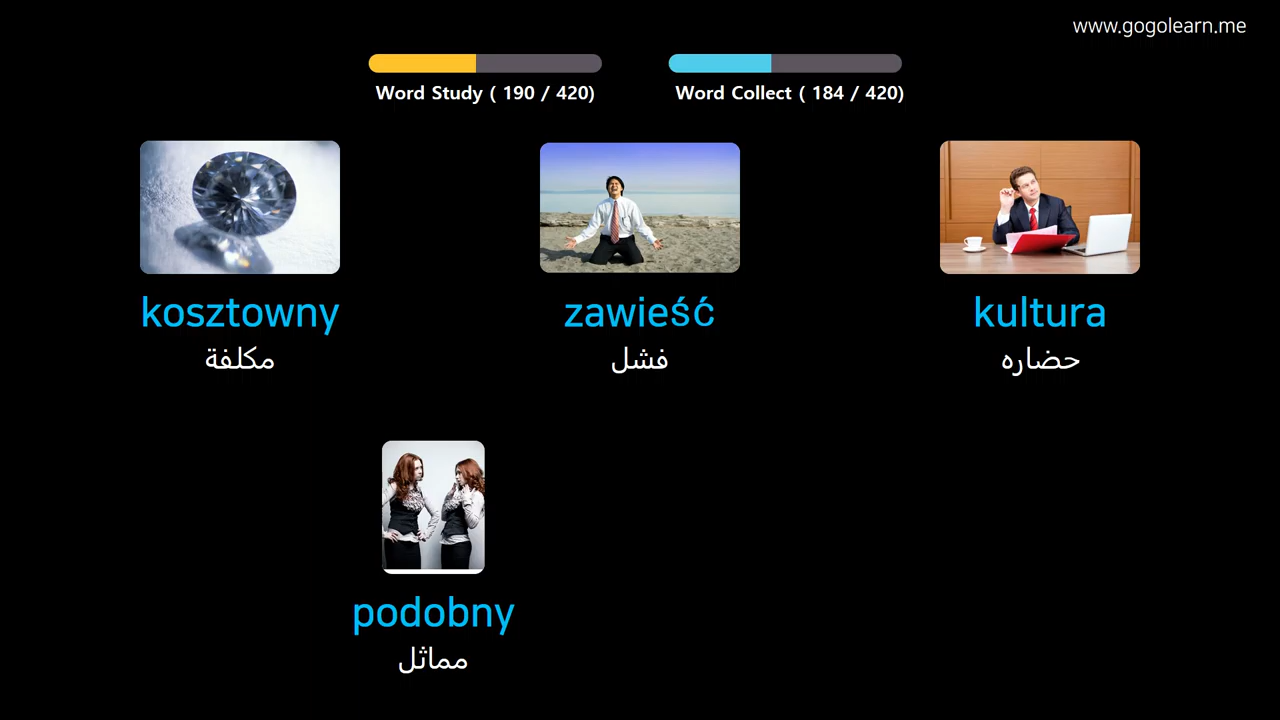 www.gogolearn.me
Word Study ( 190 / 420)
Word Collect ( 184 / 420)
kosztowny
مكلفة
zawieść
فشل
kultura
حضاره
podobny
مماثل